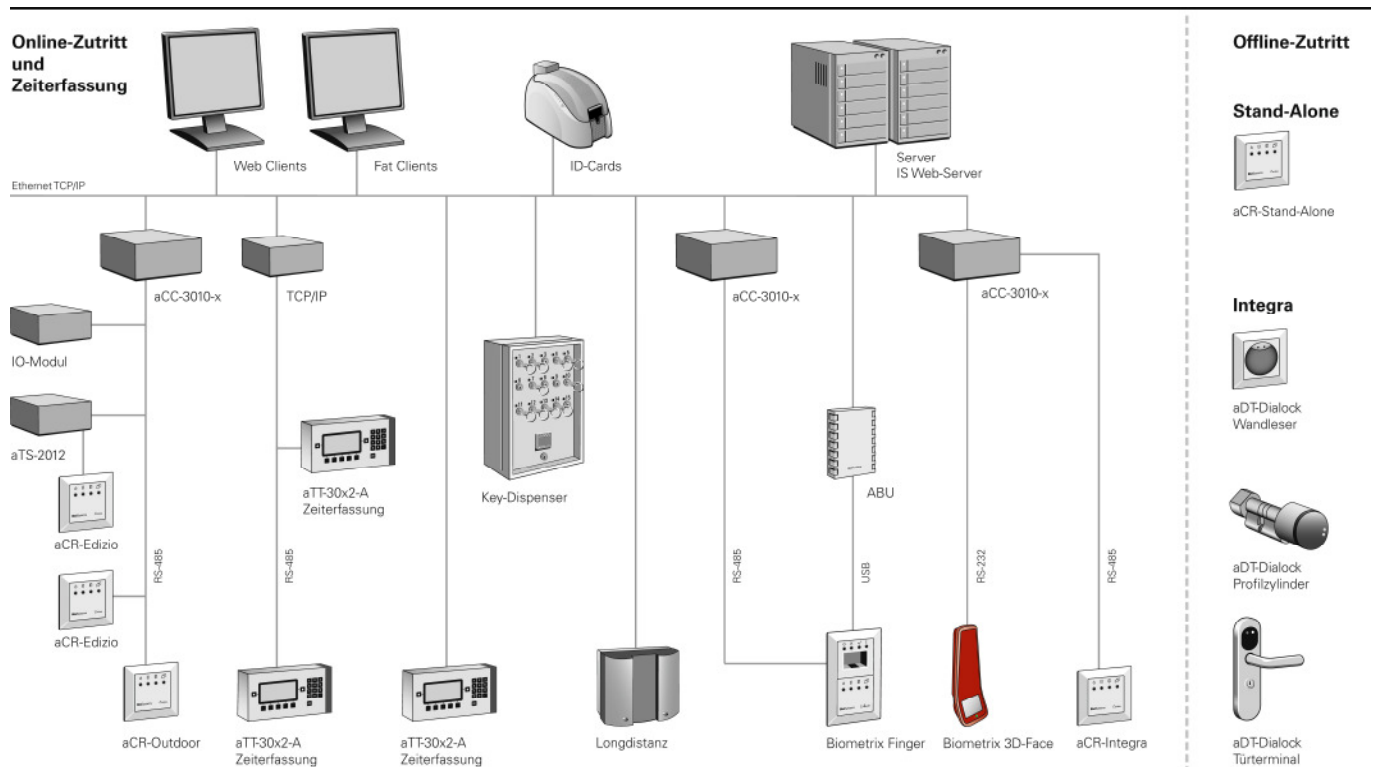 Online-Zutritt
und
Zeiterfassung
Web Clients
Fat Clients
ID-Cards
Server
IS Web-Server
Ethernet TCP/IP
aCC-3010-x
TCP/IP
aCC-3010-x
aCC-3010-x
IO-Modul
aTS-2012
aCR-Edizio
aCR-Edizio
RS-485
aCR-Outdoor
aTT-30x2-A
Zeiterfassung
RS-485
aTT-30x2-A
Zeiterfassung
aTT-30x2-A
Zeiterfassung
Key-Dispenser
Longdistanz
RS-485
ABU
USB
Biometrix Finger
RS-232
Biometrix 3D-Face
RS-485
aCR-Integra
Offline-Zutritt
Stand-Alone
aCR-Stand-Alone
Integra
aDT-Dialock
Wandleser
aDT-Dialock
Profilzylinder
aDT-Dialock
Türterminal